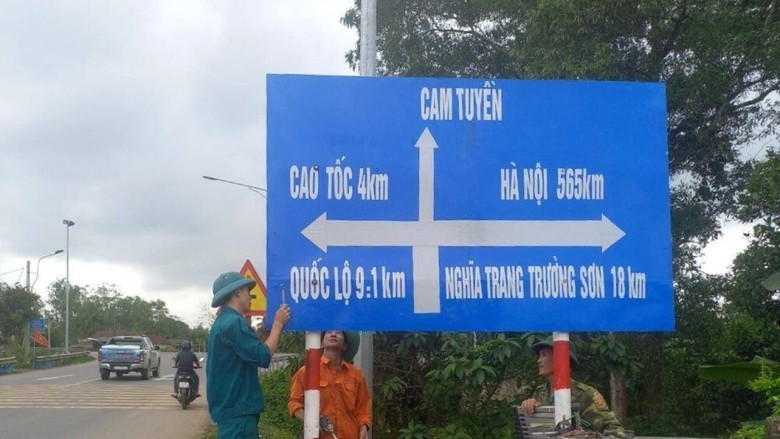 CAM TUYỀN
CAO TỐC 4km
HÀ NỘI 565km
QUỐC LỘ 9:1 km
NGHĨA TRANG TRƯỜNG SƠN 18 km